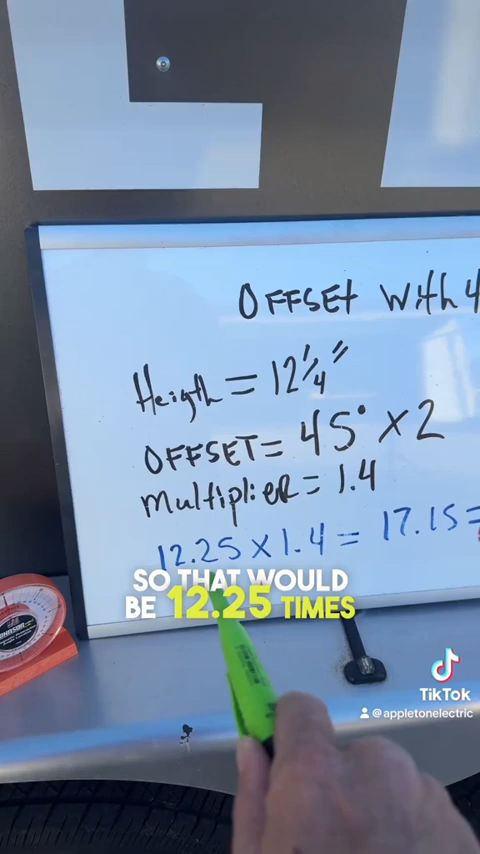 OFFSET With 4
Heigth = 12 1/4"
OFFSET = 45° x 2
Multiplier = 1.4
12.25 x 1.4 = 17.15 =
SO THAT WOULD
BE 12.25 TIMES
JOHNSON
TikTok
@appletonelectric